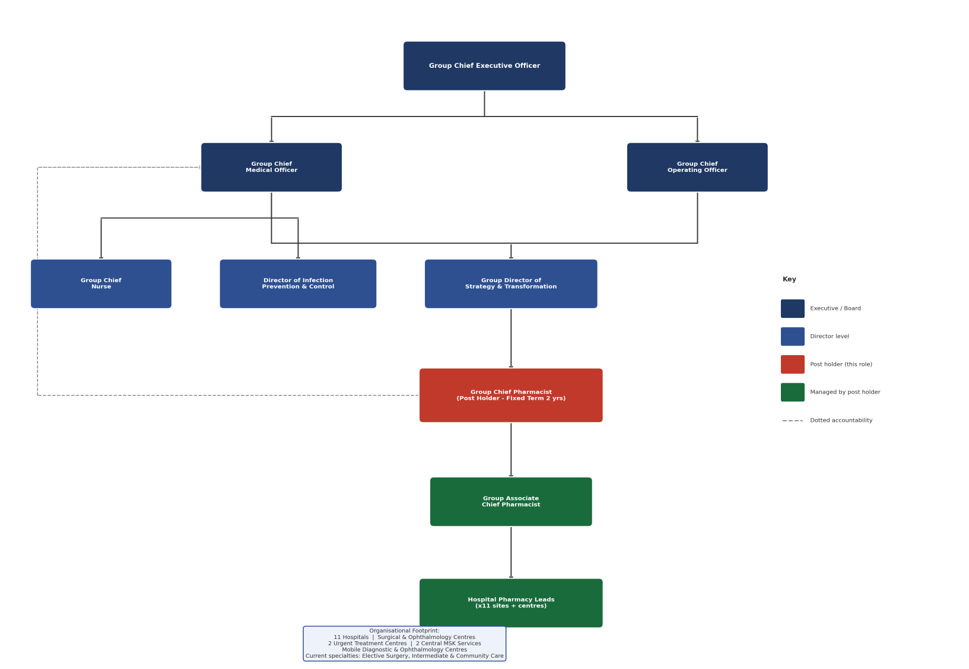 Group Chief Executive Officer
Group Chief
Medical Officer
Group Chief
Operating Officer
Group Chief
Nurse
Director of Infection
Prevention & Control
Group Director of
Strategy & Transformation
Key
Executive / Board
Director level
Post holder (this role)
Managed by post holder
Dotted accountability
Group Chief Pharmacist
(Post Holder - Fixed Term 2 yrs)
Group Associate
Chief Pharmacist
Hospital Pharmacy Leads
(x11 sites + centres)
Organisational Footprint:
11 Hospitals | Surgical & Ophthalmology Centres
2 Urgent Treatment Centres | 2 Central MSK Services
Mobile Diagnostic & Ophthalmology Centres
Current specialties: Elective Surgery, Intermediate & Community Care